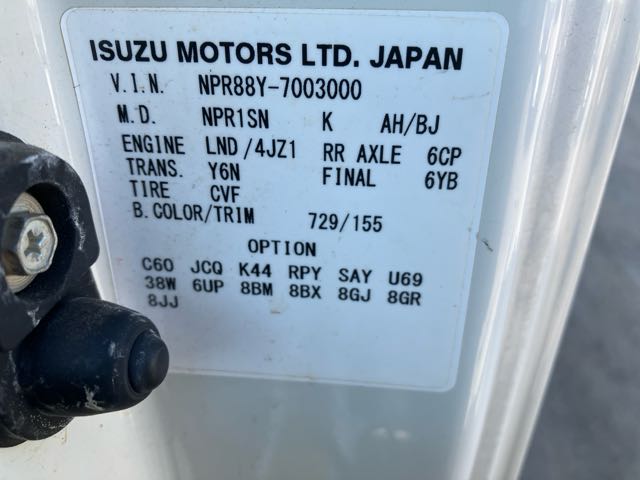 ISUZU MOTORS LTD. JAPAN
V.I.N. NPR88Y-7003000
M.D. NPR1SN K AH/BJ
ENGINE LND/4JZ1 RR AXLE 6CP
TRANS. Y6N FINAL 6YB
TIRE CVF
B.COLOR/TRIM 729/155
OPTION
C60 JCQ K44 RPY SAY U69
38W 6UP 8BM 8BX 8GJ 8GR
8JJ